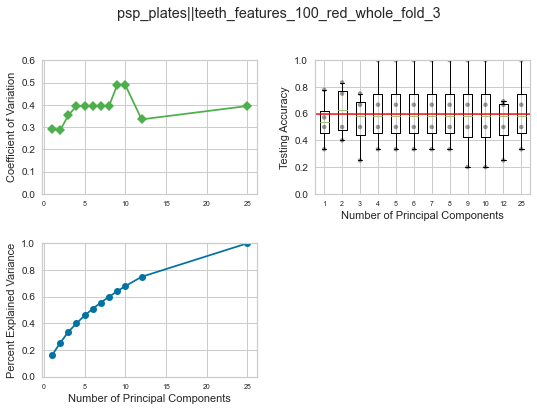 psp_plates||teeth_features_100_red_whole_fold_3
Coefficient of Variation
0.6
0.5
0.4
0.3
0.2
0.1
0.0
0 5 10 15 20 25
Testing Accuracy
1.0
0.8
0.6
0.4
0.2
0.0
1 2 3 4 5 6 7 8 9 10 12 25
Number of Principal Components
Percent Explained Variance
1.0
0.8
0.6
0.4
0.2
0.0
0 5 10 15 20 25
Number of Principal Components